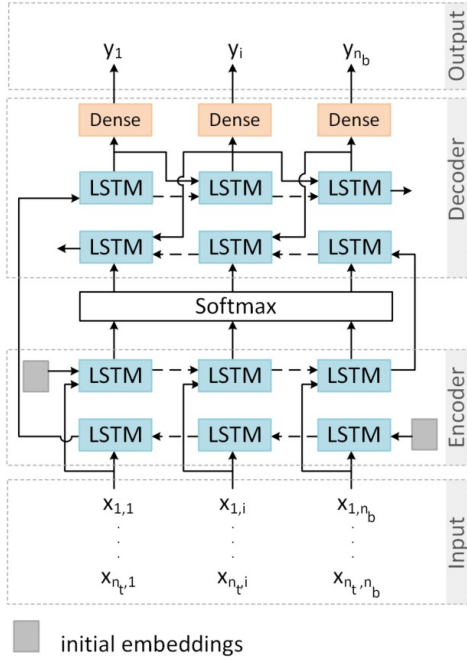 y1 yi ynb
Output
Dense Dense Dense
LSTM LSTM LSTM
Decoder
LSTM LSTM LSTM
Softmax
LSTM LSTM LSTM
Encoder
LSTM LSTM LSTM
x1,1 x1,i x1,nb
Input
xnt,1 xnt,i xnt,nb
initial embeddings